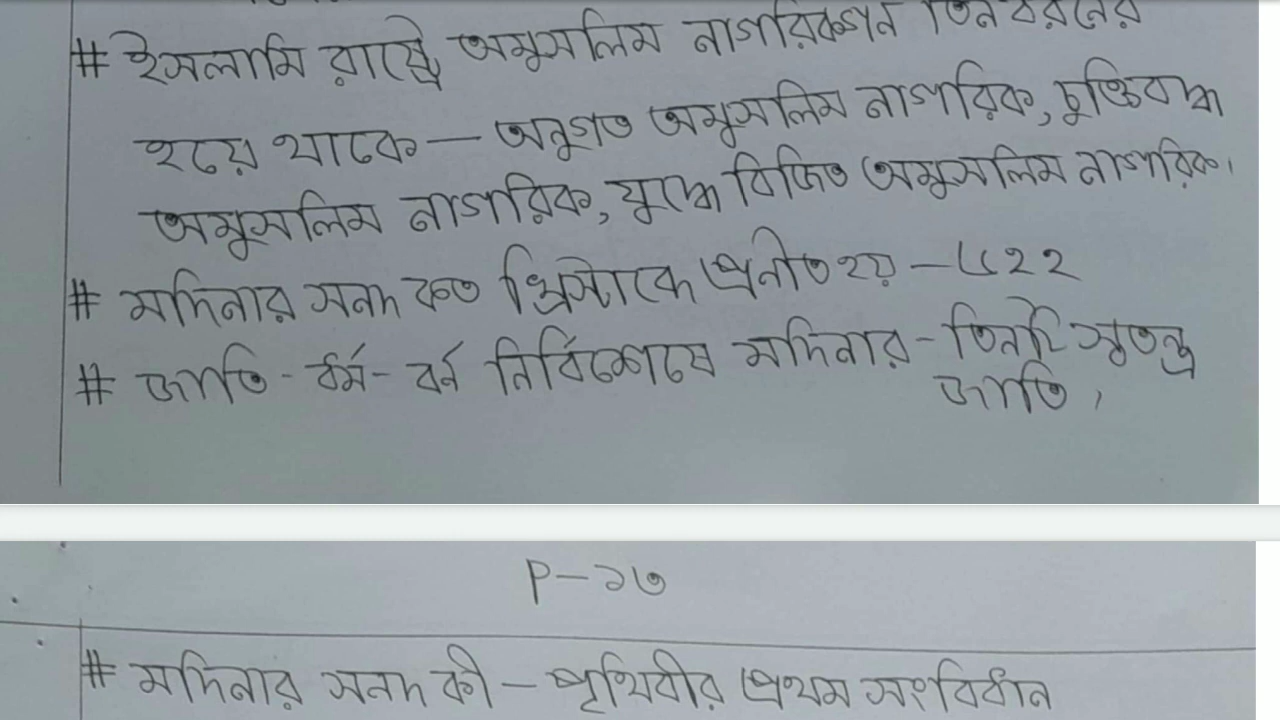 # ইসলামি রাষ্ট্রে অমুসলিম নাগরিকগন তিন ধরনের
হয়ে থাকে — অনুগত অমুসলিম নাগরিক, চুক্তিবদ্ধ
অমুসলিম নাগরিক, যুদ্ধে বিজিত অমুসলিম নাগরিক।
# মদিনার সনদ কত খ্রিস্টাব্দে প্রনীত হয় – ৬২২
# জাতি - ধর্ম - বর্ন নির্বিশেষে মদিনার - তিনটি স্বতন্ত্র
জাতি।
P – ১৩
# মদিনার সনদ কী – পৃথিবীর প্রথম সংবিধান